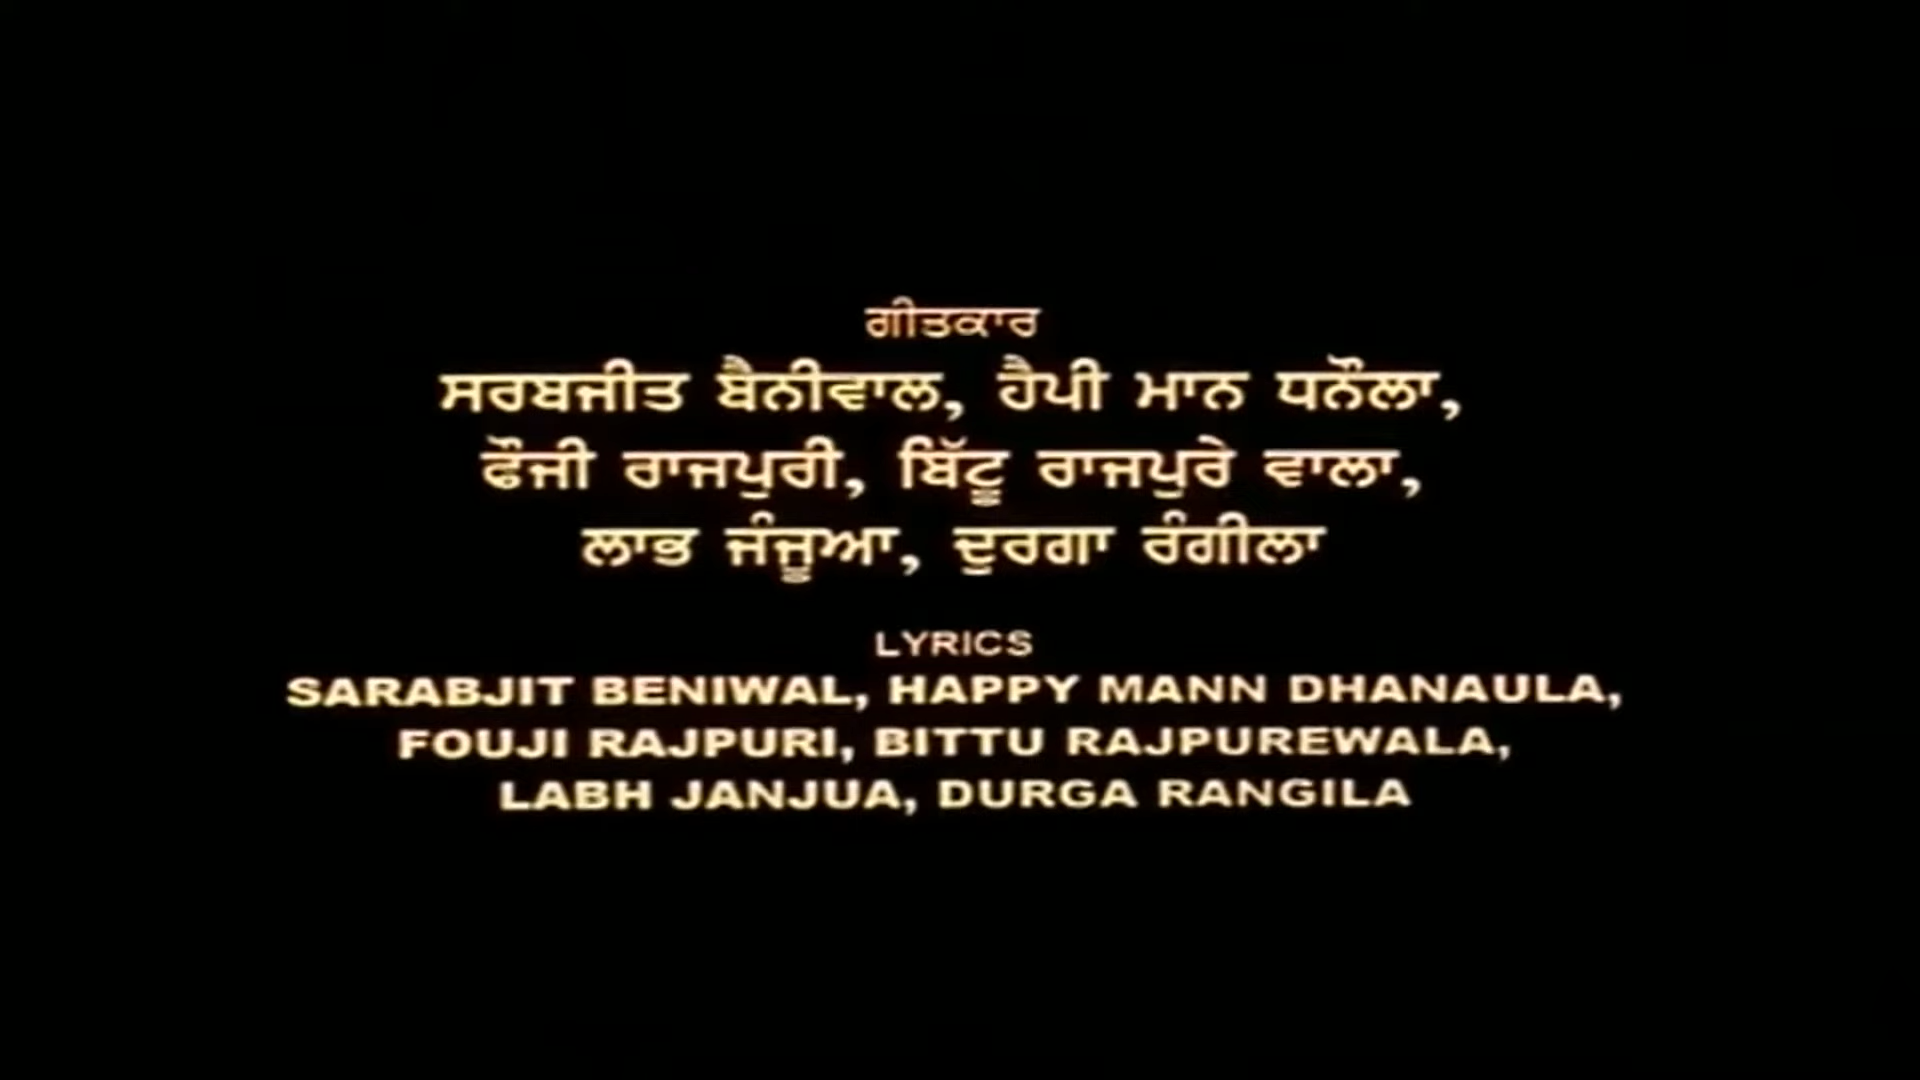 ਗੀਤਕਾਰ
ਸਰਬਜੀਤ ਬੈਨੀਵਾਲ, ਹੈਪੀ ਮਾਨ ਧਨੌਲਾ,
ਫੌਜੀ ਰਾਜਪੁਰੀ, ਬਿੱਟੂ ਰਾਜਪੁਰੇ ਵਾਲਾ,
ਲਾਭ ਜੰਜੂਆ, ਦੁਰਗਾ ਰੰਗੀਲਾ
LYRICS
SARABJIT BENIWAL, HAPPY MANN DHANAULA,
FOUJI RAJPURI, BITTU RAJPUREWALA,
LABH JANJUA, DURGA RANGILA